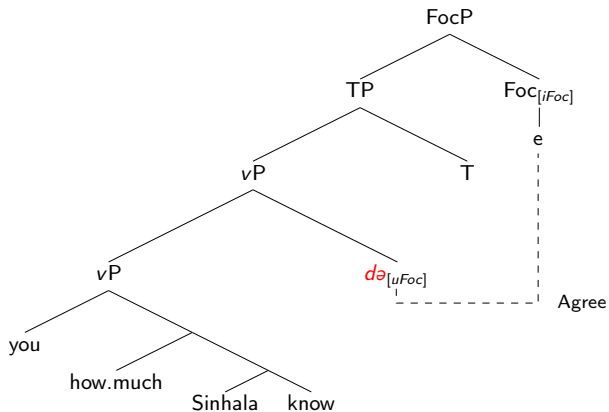 FocP
TP Foc[iFoc]
e
vP T
vP də[uFoc]
Agree
you
how.much
Sinhala know